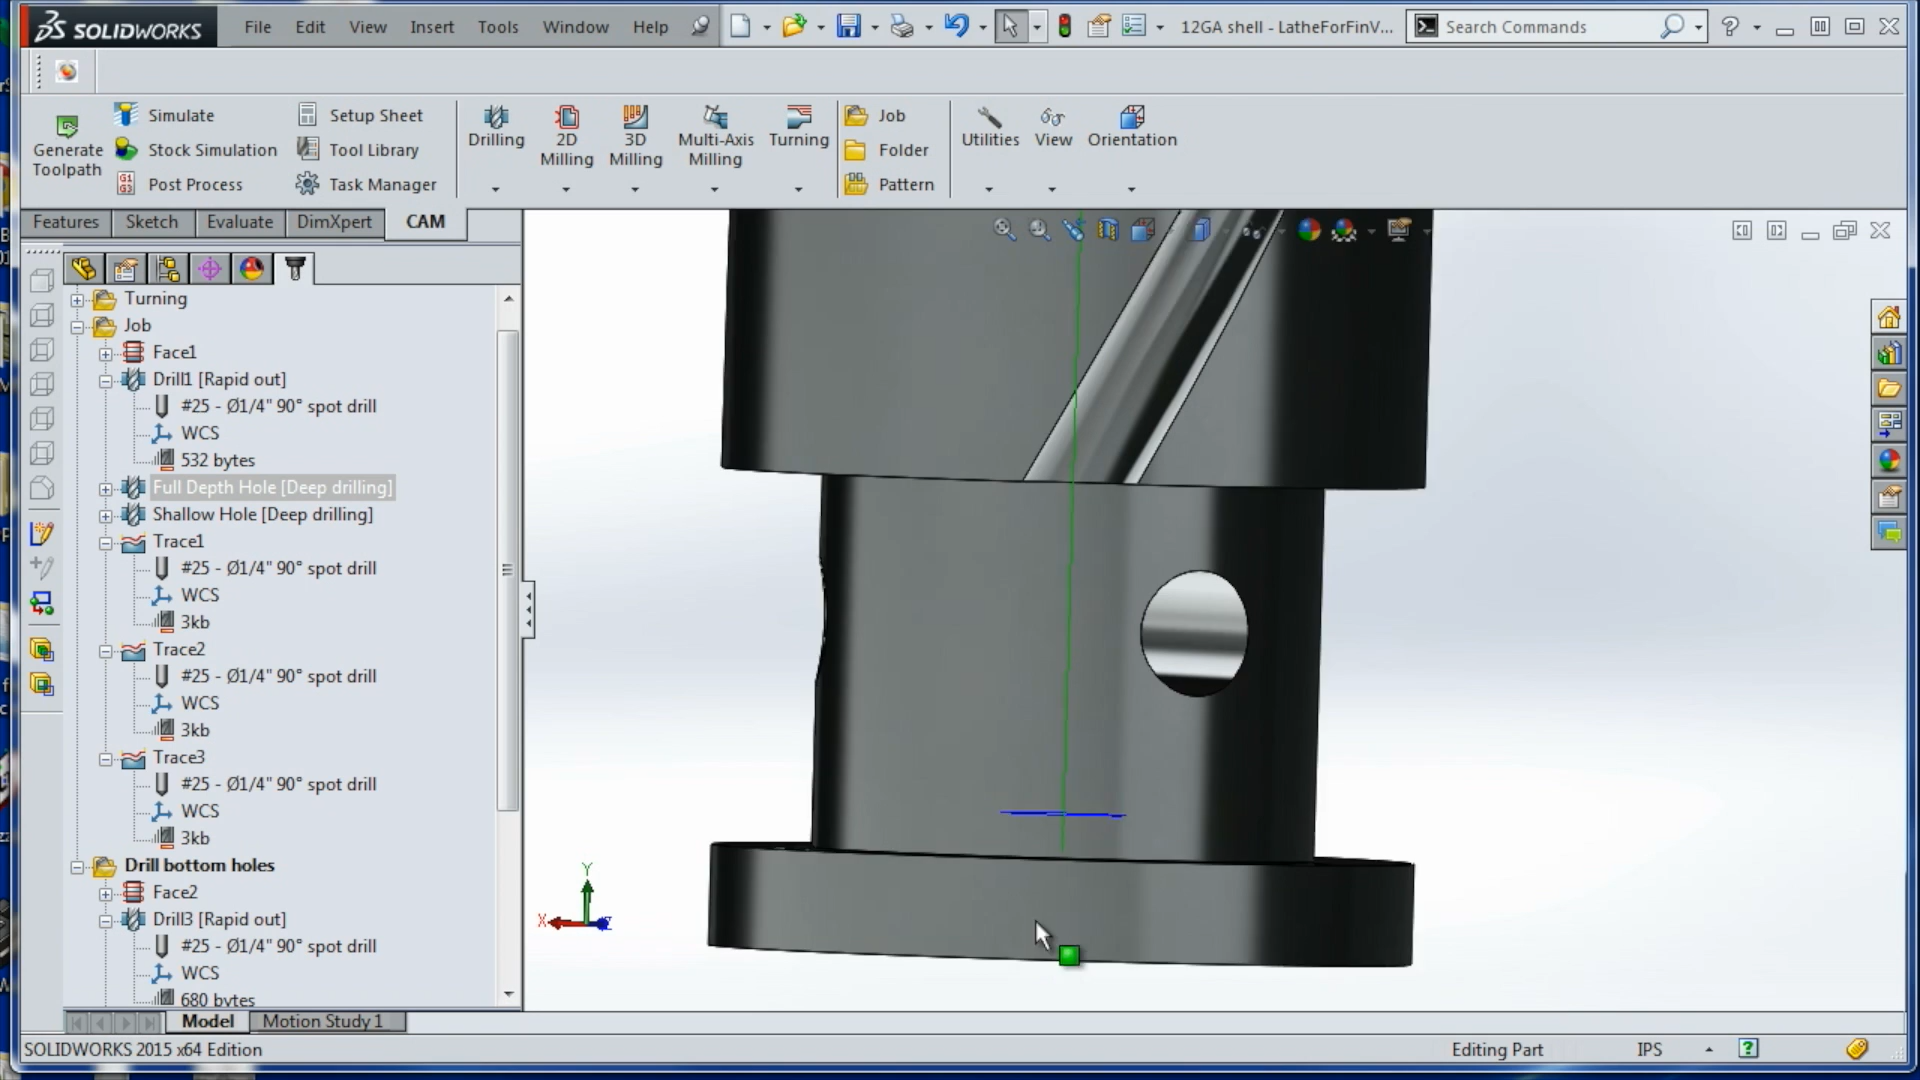 SOLIDWORKS File Edit View Insert Tools Window Help 12GA shell - LatheForFinV... Search Commands
Simulate Setup Sheet Job
Generate Toolpath Stock Simulation Tool Library Drilling 2D Milling 3D Milling Multi-Axis Milling Turning Folder Utilities View Orientation
Post Process Task Manager Pattern
Features Sketch Evaluate DimXpert CAM
Turning
Job
Face1
Drill1 [Rapid out]
#25 - Ø1/4" 90° spot drill
WCS
532 bytes
Full Depth Hole [Deep drilling]
Shallow Hole [Deep drilling]
Trace1
#25 - Ø1/4" 90° spot drill
WCS
3kb
Trace2
#25 - Ø1/4" 90° spot drill
WCS
3kb
Trace3
#25 - Ø1/4" 90° spot drill
WCS
3kb
Drill bottom holes
Face2
Drill3 [Rapid out]
#25 - Ø1/4" 90° spot drill
WCS
680 bytes
Y
X Z
Model Motion Study 1
SOLIDWORKS 2015 x64 Edition Editing Part IPS